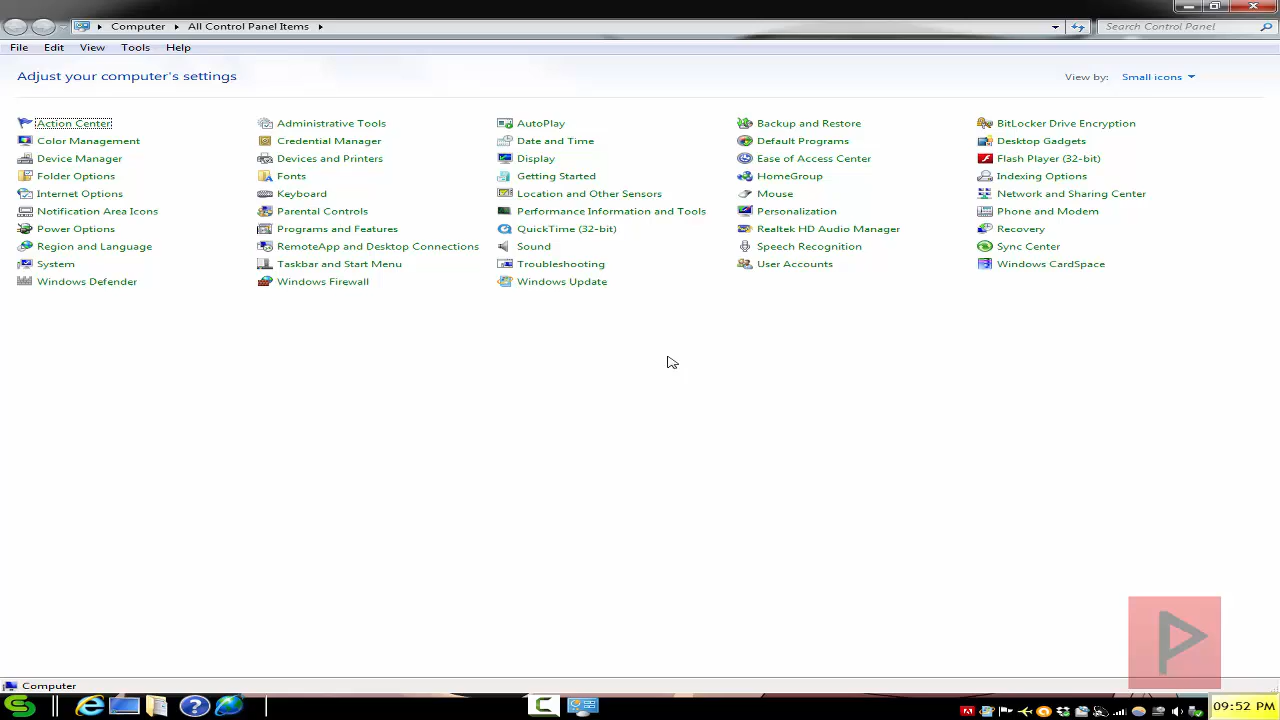 Computer All Control Panel Items Search Control Panel
File Edit View Tools Help
Adjust your computer's settings View by: Small icons
Action Center Administrative Tools AutoPlay Backup and Restore BitLocker Drive Encryption
Color Management Credential Manager Date and Time Default Programs Desktop Gadgets
Device Manager Devices and Printers Display Ease of Access Center Flash Player (32-bit)
Folder Options Fonts Getting Started HomeGroup Indexing Options
Internet Options Keyboard Location and Other Sensors Mouse Network and Sharing Center
Notification Area Icons Parental Controls Performance Information and Tools Personalization Phone and Modem
Power Options Programs and Features QuickTime (32-bit) Realtek HD Audio Manager Recovery
Region and Language RemoteApp and Desktop Connections Sound Speech Recognition Sync Center
System Taskbar and Start Menu Troubleshooting User Accounts Windows CardSpace
Windows Defender Windows Firewall Windows Update
P
Computer
09:52 PM